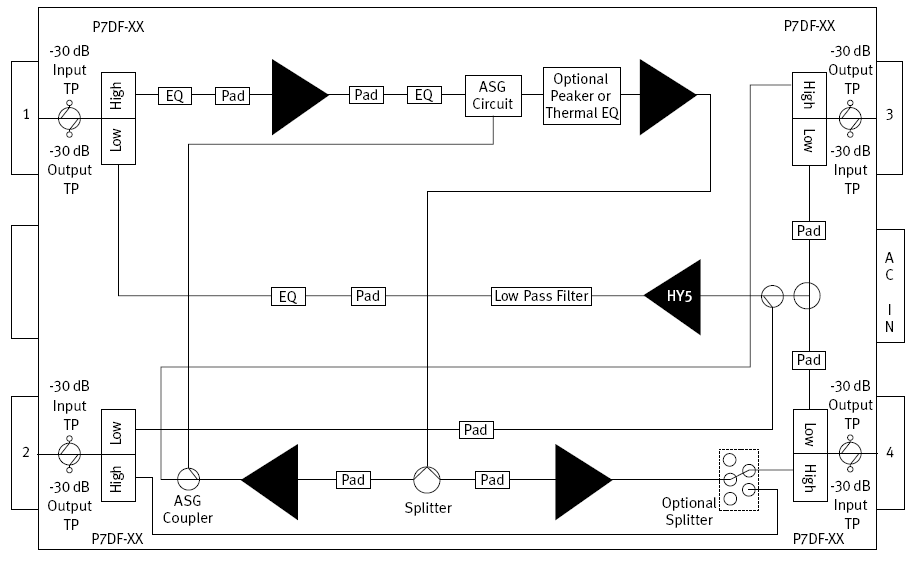 P7DF-XX
P7DF-XX
-30 dB
Input
TP
High
Low
1
-30 dB
Output
TP
EQ
Pad
Pad
EQ
ASG
Circuit
Optional
Peaker or
Thermal EQ
-30 dB
Output
TP
High
Low
3
-30 dB
Input
TP
Pad
EQ
Pad
Low Pass Filter
HY5
A
C
I
N
Pad
-30 dB
Input
TP
Low
High
2
-30 dB
Output
TP
Pad
-30 dB
Output
TP
Low
High
4
-30 dB
Input
TP
ASG
Coupler
Pad
Splitter
Pad
Optional
Splitter
P7DF-XX
P7DF-XX